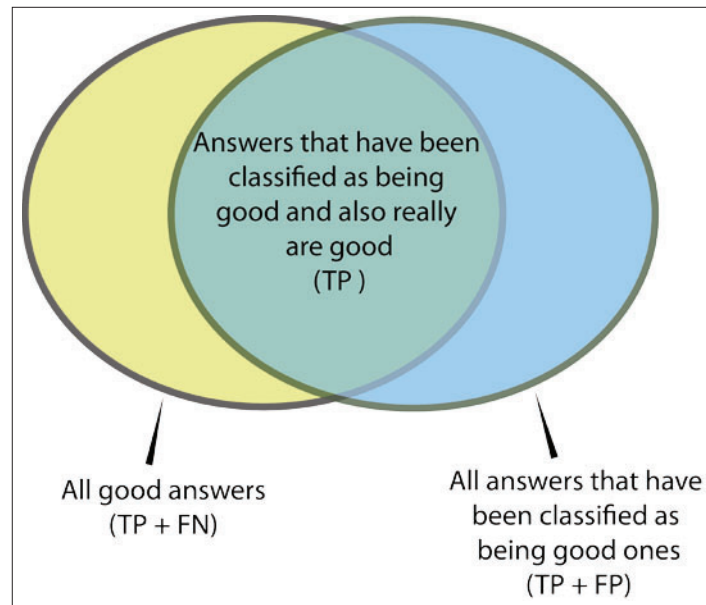 Answers that have been
classified as being
good and also really
are good
(TP )
All good answers
(TP + FN)
All answers that have
been classified as
being good ones
(TP + FP)